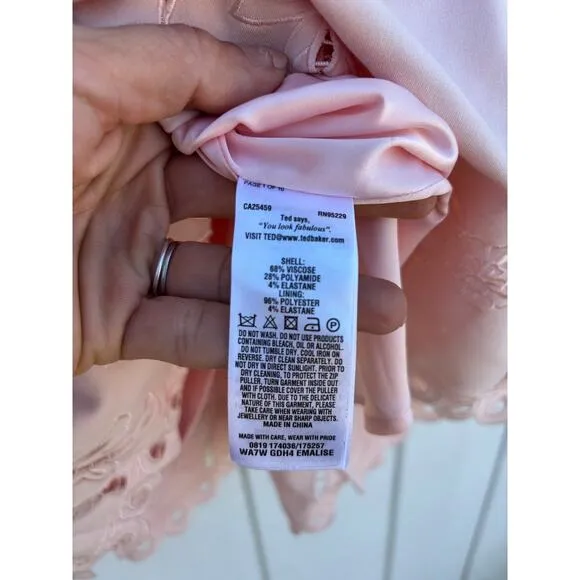 PAGE 1 OF 10
CA25459 RN95229
Ted says,
"You look fabulous".
VISIT TED@www.tedbaker.com
SHELL:
68% VISCOSE
28% POLYAMIDE
4% ELASTANE
LINING:
96% POLYESTER
4% ELASTANE
P
DO NOT WASH. DO NOT USE PRODUCTS
CONTAINING BLEACH, OIL OR ALCOHOL.
DO NOT TUMBLE DRY. COOL IRON ON
REVERSE. DRY CLEAN SEPARATELY. DO
NOT DRY IN DIRECT SUNLIGHT. PRIOR TO
DRY CLEANING, TO PROTECT THE ZIP
PULLER, TURN GARMENT INSIDE OUT
AND IF POSSIBLE COVER THE PULLER
WITH CLOTH. DUE TO THE DELICATE
NATURE OF THIS GARMENT, PLEASE
TAKE CARE WHEN WEARING WITH
JEWELLERY OR NEAR SHARP OBJECTS.
MADE IN CHINA
MADE WITH CARE, WEAR WITH PRIDE
0819 174036/175257
WA7W GDH4 EMALISE